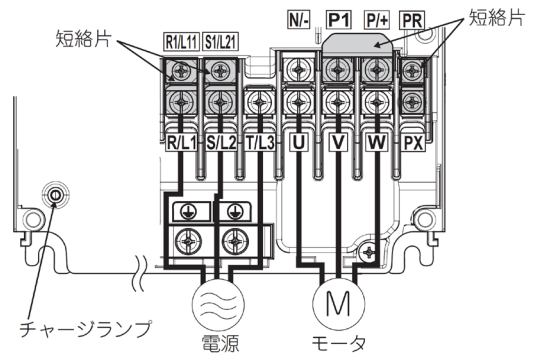 N/- P1 P/+ PR
短絡片
短絡片
R1/L11 S1/L21
R/L1 S/L2 T/L3 U V W PX
チャージランプ
電源
M
モータ